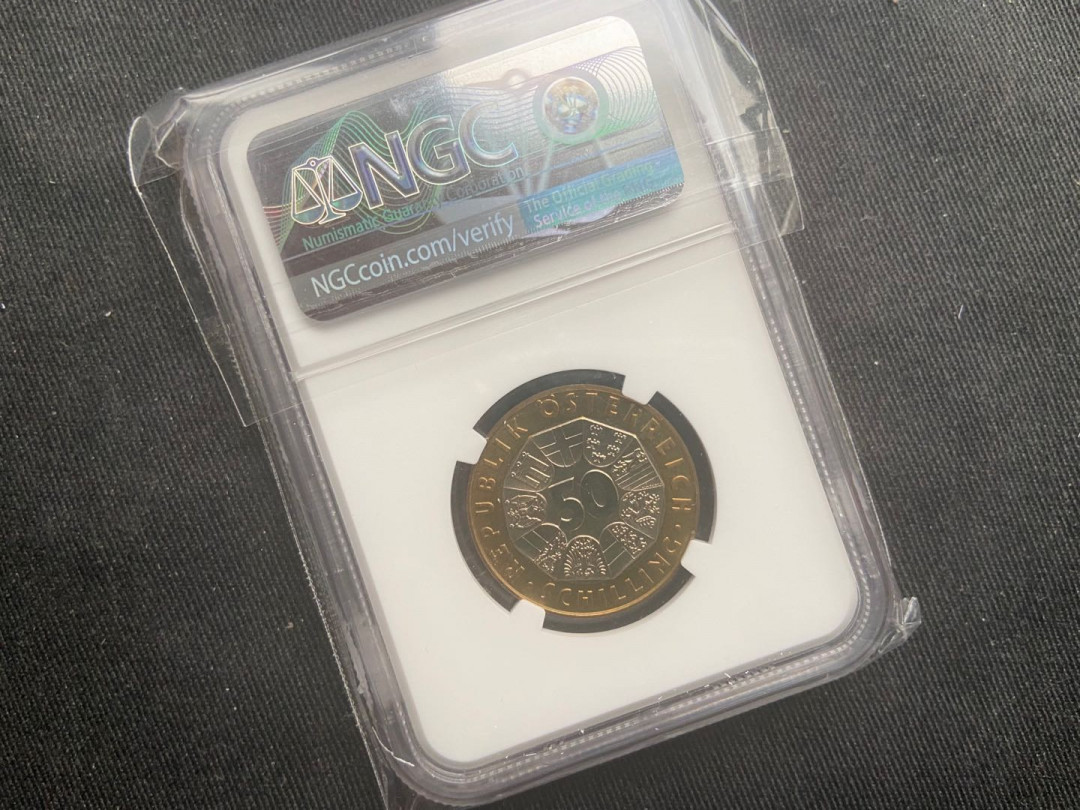 NGC
Numismatic Guaranty Corporation
The Official Grading
Service of
NGCcoin.com/verify
REPUBLIK ÖSTERREICH · SCHILLING ·
50